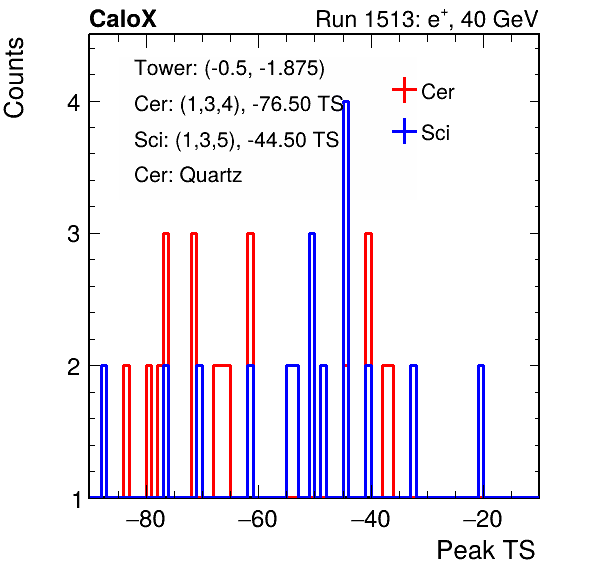 CaloX Run 1513: e⁺, 40 GeV
Counts
Tower: (-0.5, -1.875)
Cer: (1,3,4), -76.50 TS
Sci: (1,3,5), -44.50 TS
Cer: Quartz
Cer
Sci
4
3
2
1
−80 −60 −40 −20
Peak TS